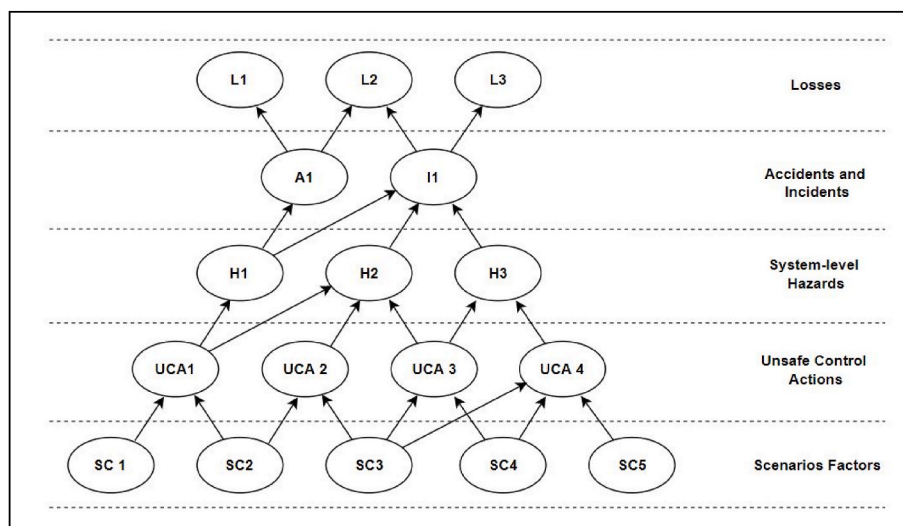 L1 L2 L3 Losses
A1 I1 Accidents and
Incidents
H1 H2 H3 System-level
Hazards
UCA1 UCA 2 UCA 3 UCA 4 Unsafe Control
Actions
SC 1 SC2 SC3 SC4 SC5 Scenarios Factors